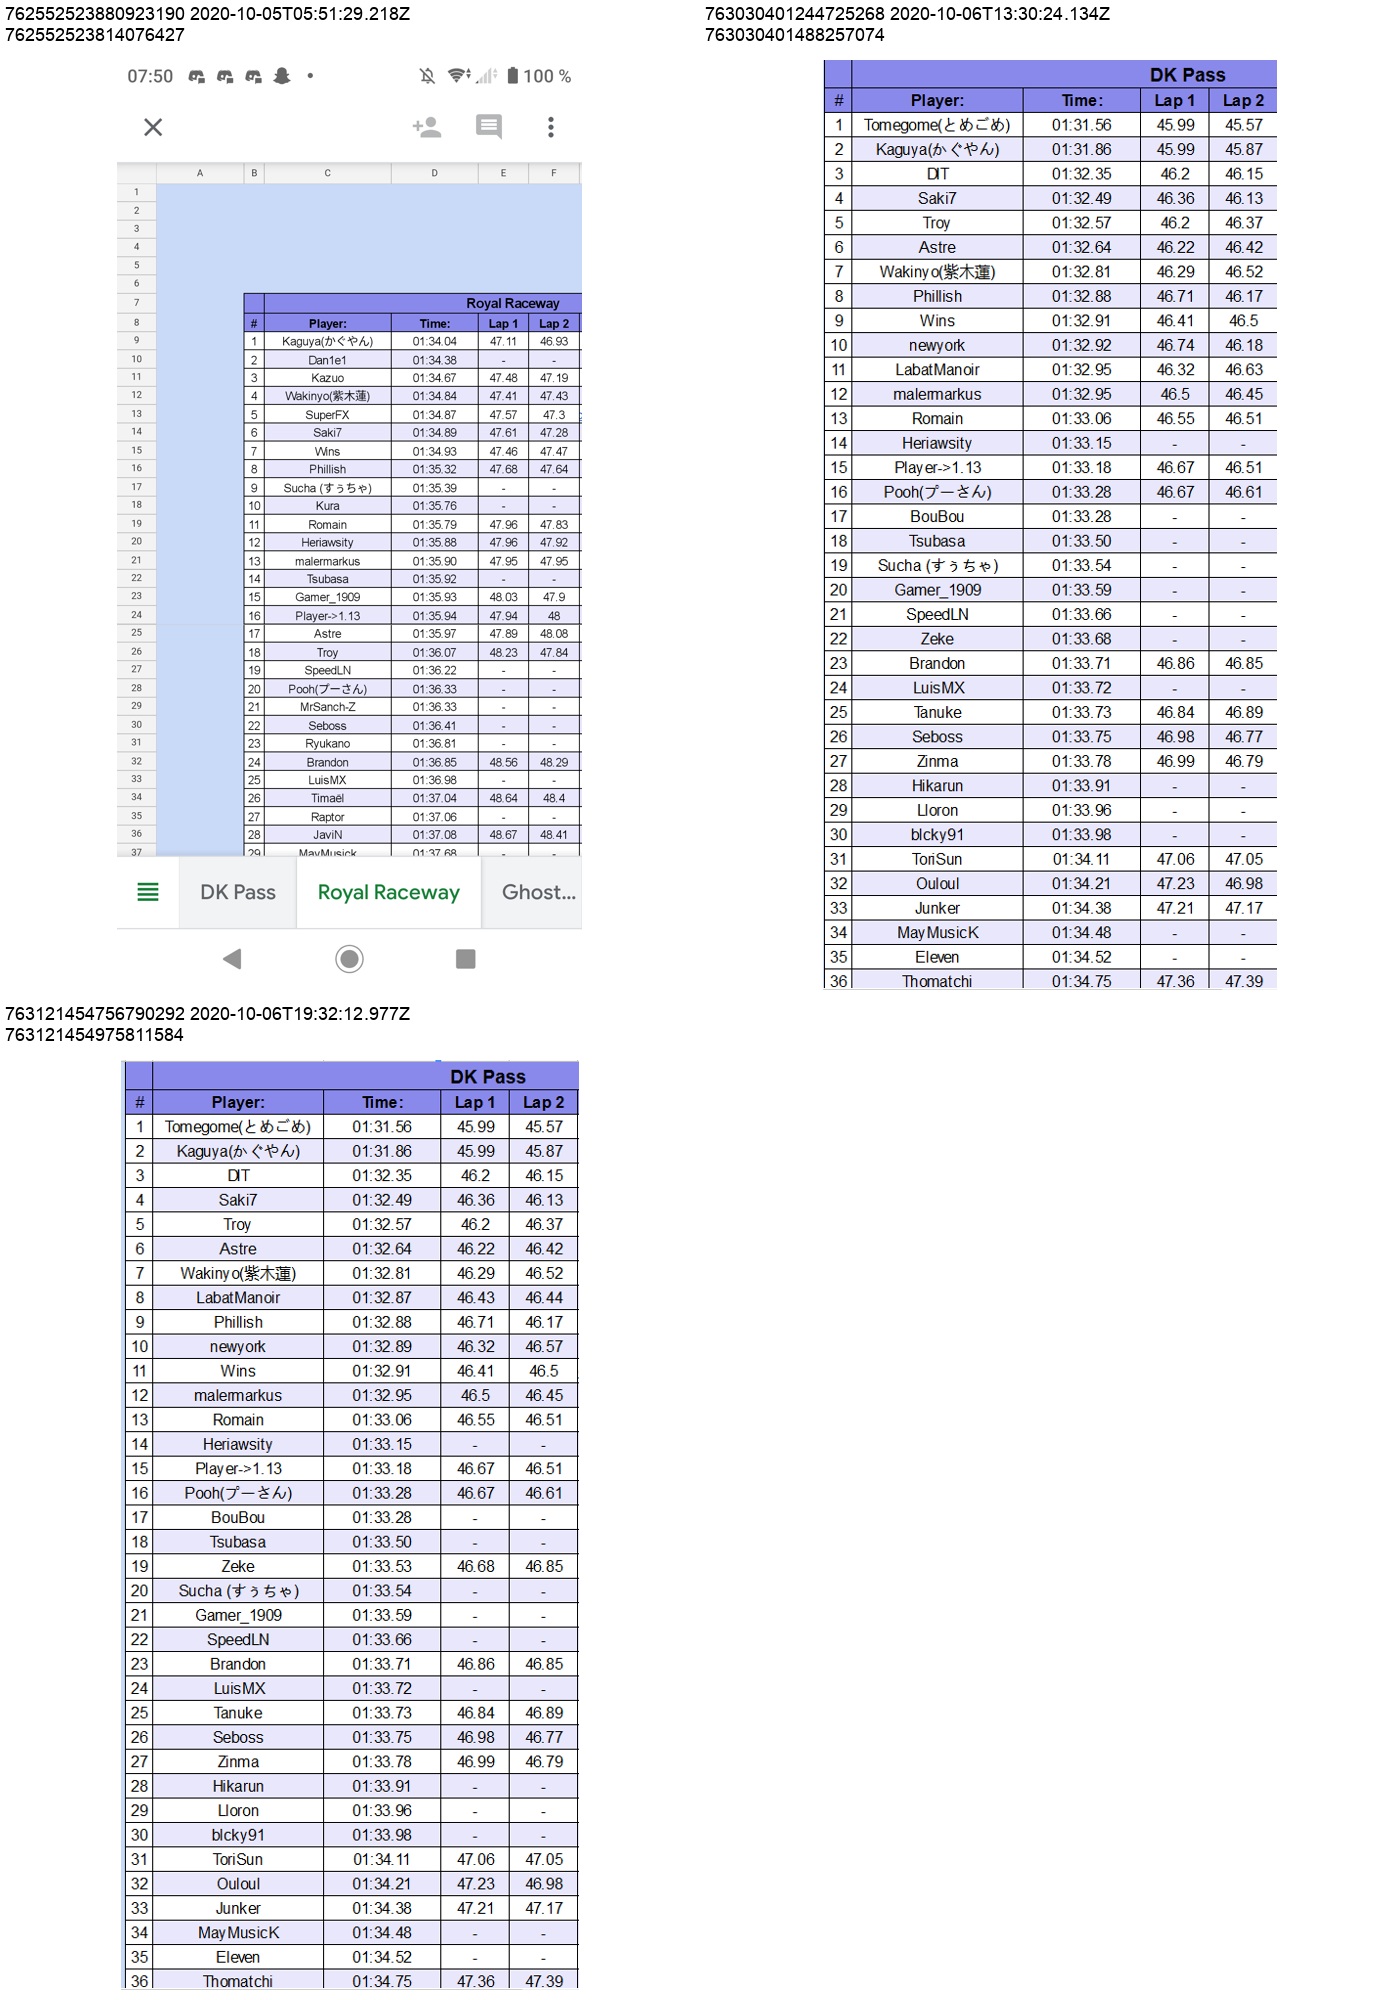 762552523880923190 2020-10-05T05:51:29.218Z
762552523814076427
07:50 100 %
A B C D E F
1
2
3
4
5
6
7 Royal Raceway
8 # Player: Time: Lap 1 Lap 2
9 1 Kaguya(かぐやん) 01:34.04 47.11 46.93
10 2 Dan1e1 01:34.38 - -
11 3 Kazuo 01:34.67 47.48 47.19
12 4 Wakinyo(紫木蓮) 01:34.84 47.41 47.43
13 5 SuperFX 01:34.87 47.57 47.3
14 6 Saki7 01:34.89 47.61 47.28
15 7 Wins 01:34.93 47.46 47.47
16 8 Phillish 01:35.32 47.68 47.64
17 9 Sucha (すぅちゃ) 01:35.39 - -
18 10 Kura 01:35.76 - -
19 11 Romain 01:35.79 47.96 47.83
20 12 Heriawsity 01:35.88 47.96 47.92
21 13 malermarkus 01:35.90 47.95 47.95
22 14 Tsubasa 01:35.92 - -
23 15 Gamer_1909 01:35.93 48.03 47.9
24 16 Player->1.13 01:35.94 47.94 48
25 17 Astre 01:35.97 47.89 48.08
26 18 Troy 01:36.07 48.23 47.84
27 19 SpeedLN 01:36.22 - -
28 20 Pooh(プーさん) 01:36.33 - -
29 21 MrSanch-Z 01:36.33 - -
30 22 Seboss 01:36.41 - -
31 23 Ryukano 01:36.81 - -
32 24 Brandon 01:36.85 48.56 48.29
33 25 LuisMX 01:36.98 - -
34 26 Timaël 01:37.04 48.64 48.4
35 27 Raptor 01:37.06 - -
36 28 JaviN 01:37.08 48.67 48.41
37 29 MayMusick 01:37.68 - -
DK Pass Royal Raceway Ghost...
763030401244725268 2020-10-06T13:30:24.134Z
763030401488257074
DK Pass
# Player: Time: Lap 1 Lap 2
1 Tomegome(とめごめ) 01:31.56 45.99 45.57
2 Kaguya(かぐやん) 01:31.86 45.99 45.87
3 DIT 01:32.35 46.2 46.15
4 Saki7 01:32.49 46.36 46.13
5 Troy 01:32.57 46.2 46.37
6 Astre 01:32.64 46.22 46.42
7 Wakinyo(紫木蓮) 01:32.81 46.29 46.52
8 Phillish 01:32.88 46.71 46.17
9 Wins 01:32.91 46.41 46.5
10 newyork 01:32.92 46.74 46.18
11 LabatManoir 01:32.95 46.32 46.63
12 malermarkus 01:32.95 46.5 46.45
13 Romain 01:33.06 46.55 46.51
14 Heriawsity 01:33.15 - -
15 Player->1.13 01:33.18 46.67 46.51
16 Pooh(プーさん) 01:33.28 46.67 46.61
17 BouBou 01:33.28 - -
18 Tsubasa 01:33.50 - -
19 Sucha (すぅちゃ) 01:33.54 - -
20 Gamer_1909 01:33.59 - -
21 SpeedLN 01:33.66 - -
22 Zeke 01:33.68 - -
23 Brandon 01:33.71 46.86 46.85
24 LuisMX 01:33.72 - -
25 Tanuke 01:33.73 46.84 46.89
26 Seboss 01:33.75 46.98 46.77
27 Zinma 01:33.78 46.99 46.79
28 Hikarun 01:33.91 - -
29 Lloron 01:33.96 - -
30 blcky91 01:33.98 - -
31 ToriSun 01:34.11 47.06 47.05
32 Ouloul 01:34.21 47.23 46.98
33 Junker 01:34.38 47.21 47.17
34 MayMusicK 01:34.48 - -
35 Eleven 01:34.52 - -
36 Thomatchi 01:34.75 47.36 47.39
763121454756790292 2020-10-06T19:32:12.977Z
763121454975811584
DK Pass
# Player: Time: Lap 1 Lap 2
1 Tomegome(とめごめ) 01:31.56 45.99 45.57
2 Kaguya(かぐやん) 01:31.86 45.99 45.87
3 DIT 01:32.35 46.2 46.15
4 Saki7 01:32.49 46.36 46.13
5 Troy 01:32.57 46.2 46.37
6 Astre 01:32.64 46.22 46.42
7 Wakinyo(紫木蓮) 01:32.81 46.29 46.52
8 LabatManoir 01:32.87 46.43 46.44
9 Phillish 01:32.88 46.71 46.17
10 newyork 01:32.89 46.32 46.57
11 Wins 01:32.91 46.41 46.5
12 malermarkus 01:32.95 46.5 46.45
13 Romain 01:33.06 46.55 46.51
14 Heriawsity 01:33.15 - -
15 Player->1.13 01:33.18 46.67 46.51
16 Pooh(プーさん) 01:33.28 46.67 46.61
17 BouBou 01:33.28 - -
18 Tsubasa 01:33.50 - -
19 Zeke 01:33.53 46.68 46.85
20 Sucha (すぅちゃ) 01:33.54 - -
21 Gamer_1909 01:33.59 - -
22 SpeedLN 01:33.66 - -
23 Brandon 01:33.71 46.86 46.85
24 LuisMX 01:33.72 - -
25 Tanuke 01:33.73 46.84 46.89
26 Seboss 01:33.75 46.98 46.77
27 Zinma 01:33.78 46.99 46.79
28 Hikarun 01:33.91 - -
29 Lloron 01:33.96 - -
30 blcky91 01:33.98 - -
31 ToriSun 01:34.11 47.06 47.05
32 Ouloul 01:34.21 47.23 46.98
33 Junker 01:34.38 47.21 47.17
34 MayMusicK 01:34.48 - -
35 Eleven 01:34.52 - -
36 Thomatchi 01:34.75 47.36 47.39